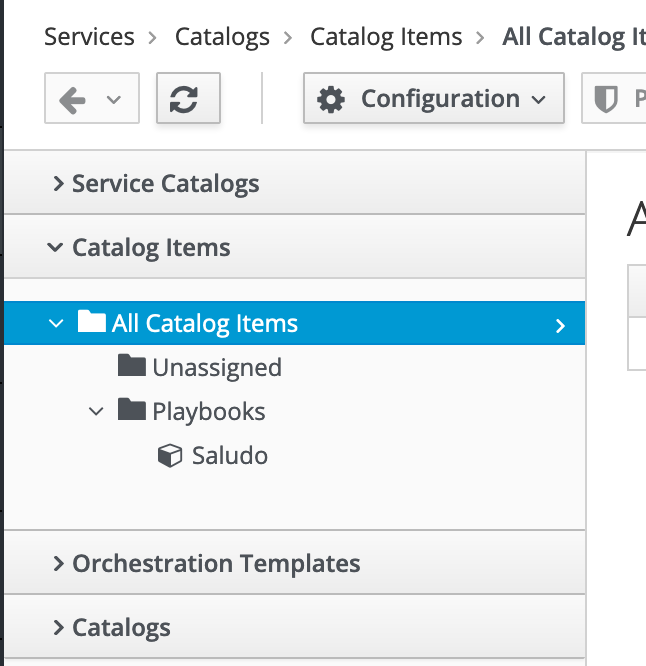 Services > Catalogs > Catalog Items > All Catalog It
Configuration
P
Service Catalogs
A
Catalog Items
All Catalog Items
Unassigned
Playbooks
Saludo
Orchestration Templates
Catalogs